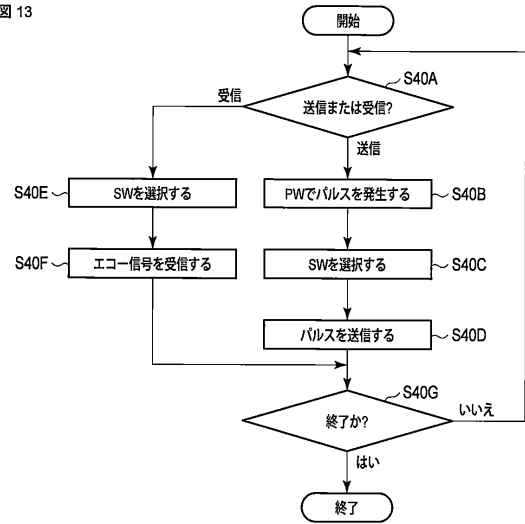 図 13
開始
S40A
送信または受信?
受信
送信
S40E
SWを選択する
PWでパルスを発生する
S40B
S40F
エコー信号を受信する
SWを選択する
S40C
パルスを送信する
S40D
S40G
終了か?
いいえ
はい
終了